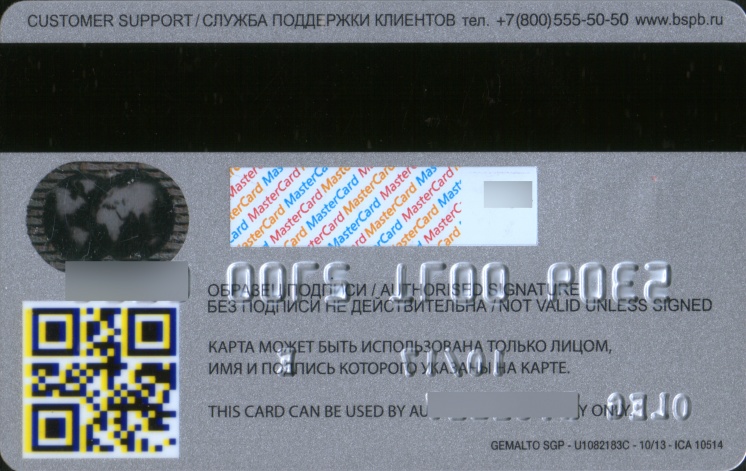 CUSTOMER SUPPORT / СЛУЖБА ПОДДЕРЖКИ КЛИЕНТОВ тел. +7(800)555-50-50 www.bspb.ru
MasterCard MasterCard MasterCard
ОБРАЗЕЦ ПОДПИСИ / AUTHORISED SIGNATURE
БЕЗ ПОДПИСИ НЕ ДЕЙСТВИТЕЛЬНА / NOT VALID UNLESS SIGNED
КАРТА МОЖЕТ БЫТЬ ИСПОЛЬЗОВАНА ТОЛЬКО ЛИЦОМ,
ИМЯ И ПОДПИСЬ КОТОРОГО УКАЗАНЫ НА КАРТЕ.
THIS CARD CAN BE USED BY ONLY.
GEMALTO SGP - U1082183C - 10/13 - ICA 10514